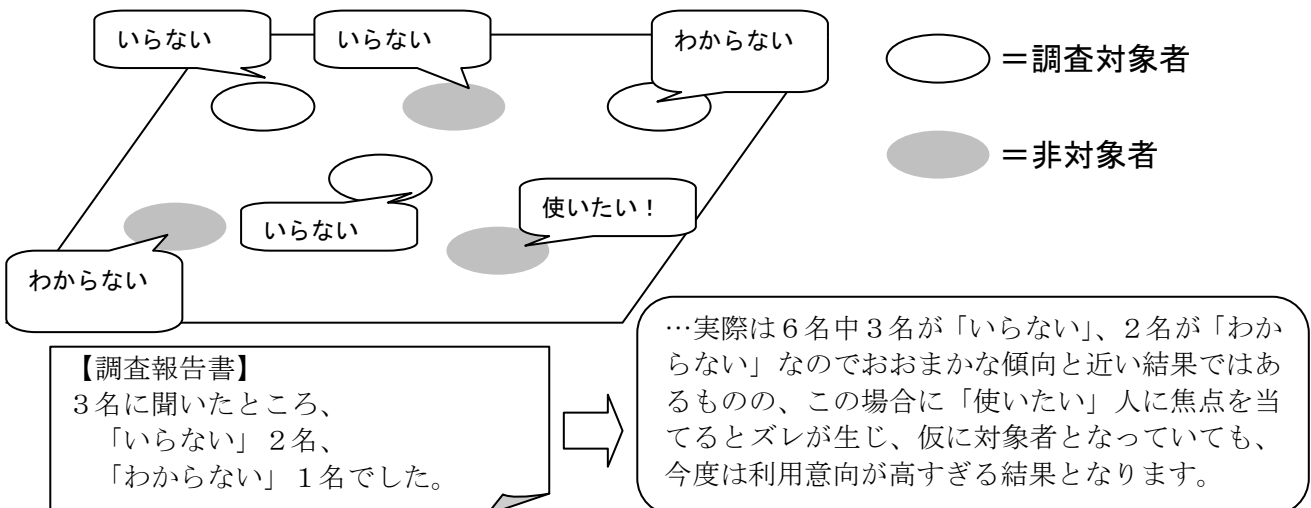 いらない
いらない
わからない
＝調査対象者
＝非対象者
使いたい！
いらない
わからない
【調査報告書】
３名に聞いたところ、
「いらない」２名、
「わからない」１名でした。
…実際は６名中３名が「いらない」、２名が「わか
らない」なのでおおまかな傾向と近い結果ではあ
るものの、この場合に「使いたい」人に焦点を当
てるとズレが生じ、仮に対象者となっていても、
今度は利用意向が高すぎる結果となります。